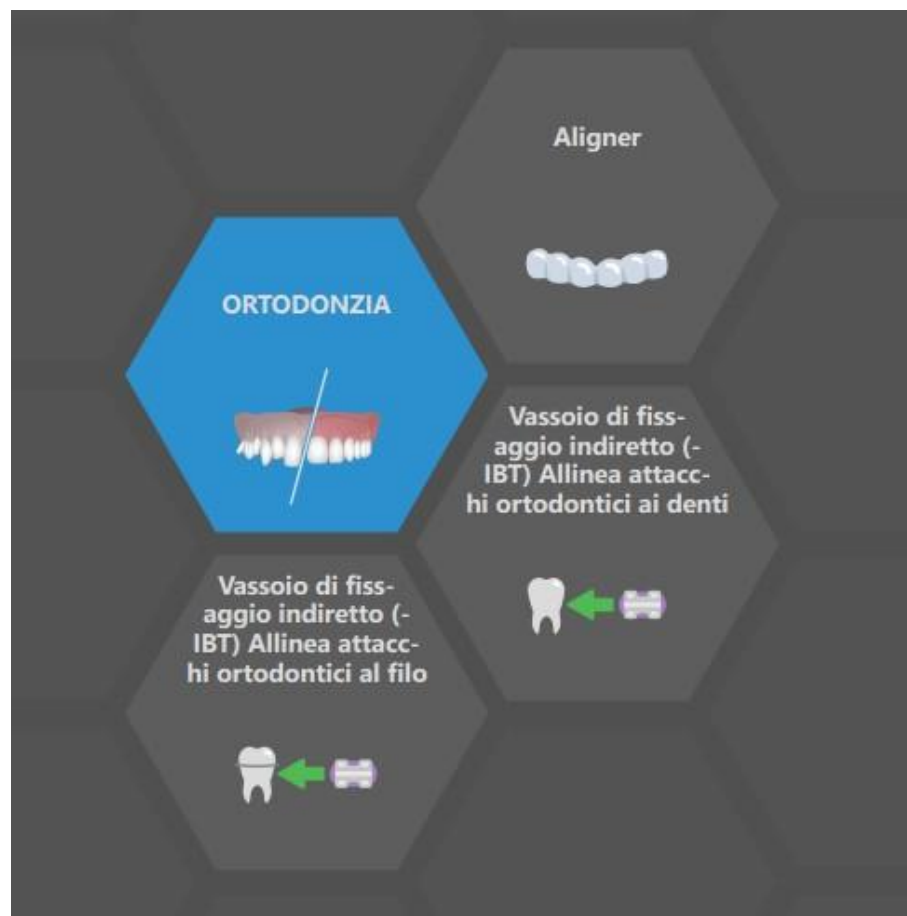 Aligner
ORTODONZIA
Vassoio di fiss-
aggio indiretto (-
IBT) Allinea attacc-
hi ortodontici ai denti
Vassoio di fiss-
aggio indiretto (-
IBT) Allinea attacc-
hi ortodontici al filo